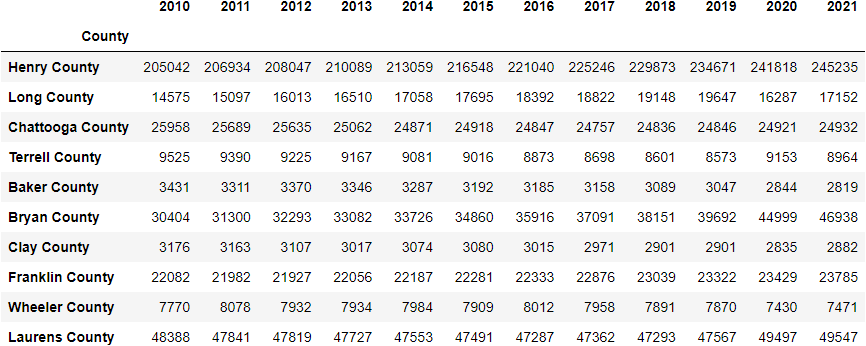 2010 2011 2012 2013 2014 2015 2016 2017 2018 2019 2020 2021
County
Henry County 205042 206934 208047 210089 213059 216548 221040 225246 229873 234671 241818 245235
Long County 14575 15097 16013 16510 17058 17695 18392 18822 19148 19647 16287 17152
Chattooga County 25958 25689 25635 25062 24871 24918 24847 24757 24836 24846 24921 24932
Terrell County 9525 9390 9225 9167 9081 9016 8873 8698 8601 8573 9153 8964
Baker County 3431 3311 3370 3346 3287 3192 3185 3158 3089 3047 2844 2819
Bryan County 30404 31300 32293 33082 33726 34860 35916 37091 38151 39692 44999 46938
Clay County 3176 3163 3107 3017 3074 3080 3015 2971 2901 2901 2835 2882
Franklin County 22082 21982 21927 22056 22187 22281 22333 22876 23039 23322 23429 23785
Wheeler County 7770 8078 7932 7934 7984 7909 8012 7958 7891 7870 7430 7471
Laurens County 48388 47841 47819 47727 47553 47491 47287 47362 47293 47567 49497 49547